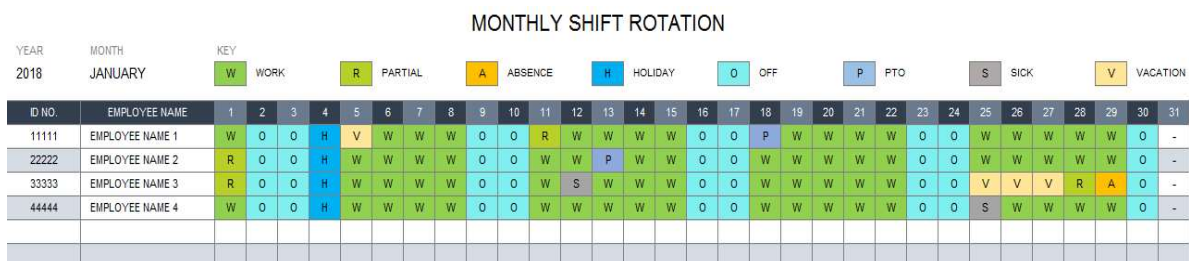 MONTHLY SHIFT ROTATION
YEAR MONTH KEY
2018 JANUARY W WORK R PARTIAL A ABSENCE H HOLIDAY O OFF P PTO S SICK V VACATION
ID NO. EMPLOYEE NAME 1 2 3 4 5 6 7 8 9 10 11 12 13 14 15 16 17 18 19 20 21 22 23 24 25 26 27 28 29 30 31
11111 EMPLOYEE NAME 1 W O O H V W W W O O R W W W W O O P W W W W O O W W W W W O -
22222 EMPLOYEE NAME 2 R O O H W W W W O O W W P W W O O W W W W W O O W W W W W O -
33333 EMPLOYEE NAME 3 R O O H W W W W O O W S W W W O O W W W W W O O V V V R A O -
44444 EMPLOYEE NAME 4 W O O H W W W W O O W W W W W O O W W W W W O O S W W W W O -